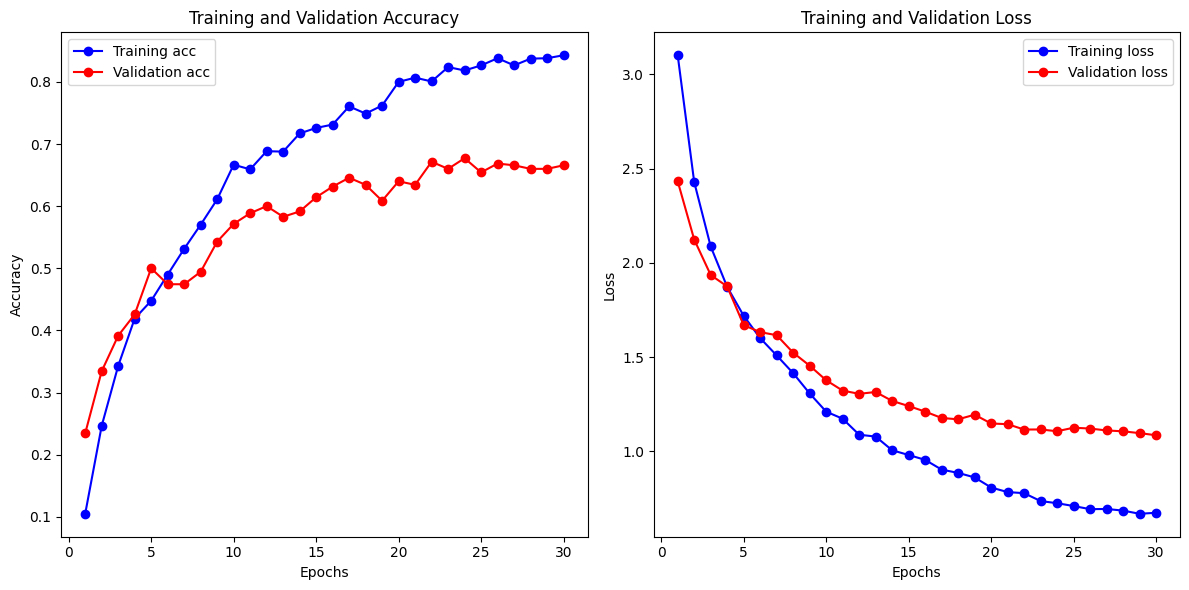 Training and Validation Accuracy
Training acc
Validation acc
0.8
0.7
0.6
0.5
0.4
0.3
0.2
0.1
Accuracy
0 5 10 15 20 25 30
Epochs
Training and Validation Loss
Training loss
Validation loss
3.0
2.5
2.0
1.5
1.0
Loss
0 5 10 15 20 25 30
Epochs